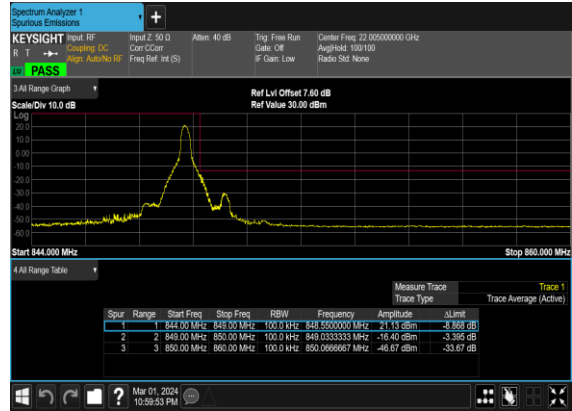 Spectrum Analyzer 1
Spurious Emissions
KEYSIGHT Input: RF Input Z: 50 Ω Atten: 40 dB Trig: Free Run Center Freq: 22.005000000 GHz
R T Coupling: DC Corr CCorr Gate: Off Avg|Hold: 100/100
Align: Auto/No RF Freq Ref: Int (S) IF Gain: Low Radio Std: None
PASS
3 All Range Graph Ref Lvl Offset 7.60 dB
Scale/Div 10.0 dB Ref Value 30.00 dBm
Log
20.0
10.0
0.00
-10.0
-20.0
-30.0
-40.0
-50.0
-60.0
Start 844.000 MHz Stop 860.000 MHz
4 All Range Table
Measure Trace Trace 1
Trace Type Trace Average (Active)
Spur Range Start Freq Stop Freq RBW Frequency Amplitude ΔLimit
1 1 844.00 MHz 849.00 MHz 100.0 kHz 848.5500000 MHz 21.13 dBm -8.868 dB
2 2 849.00 MHz 850.00 MHz 100.0 kHz 849.0333333 MHz -16.40 dBm -3.395 dB
3 3 850.00 MHz 860.00 MHz 100.0 kHz 850.0666667 MHz -46.67 dBm -33.67 dB
? Mar 01, 2024
10:59:53 PM